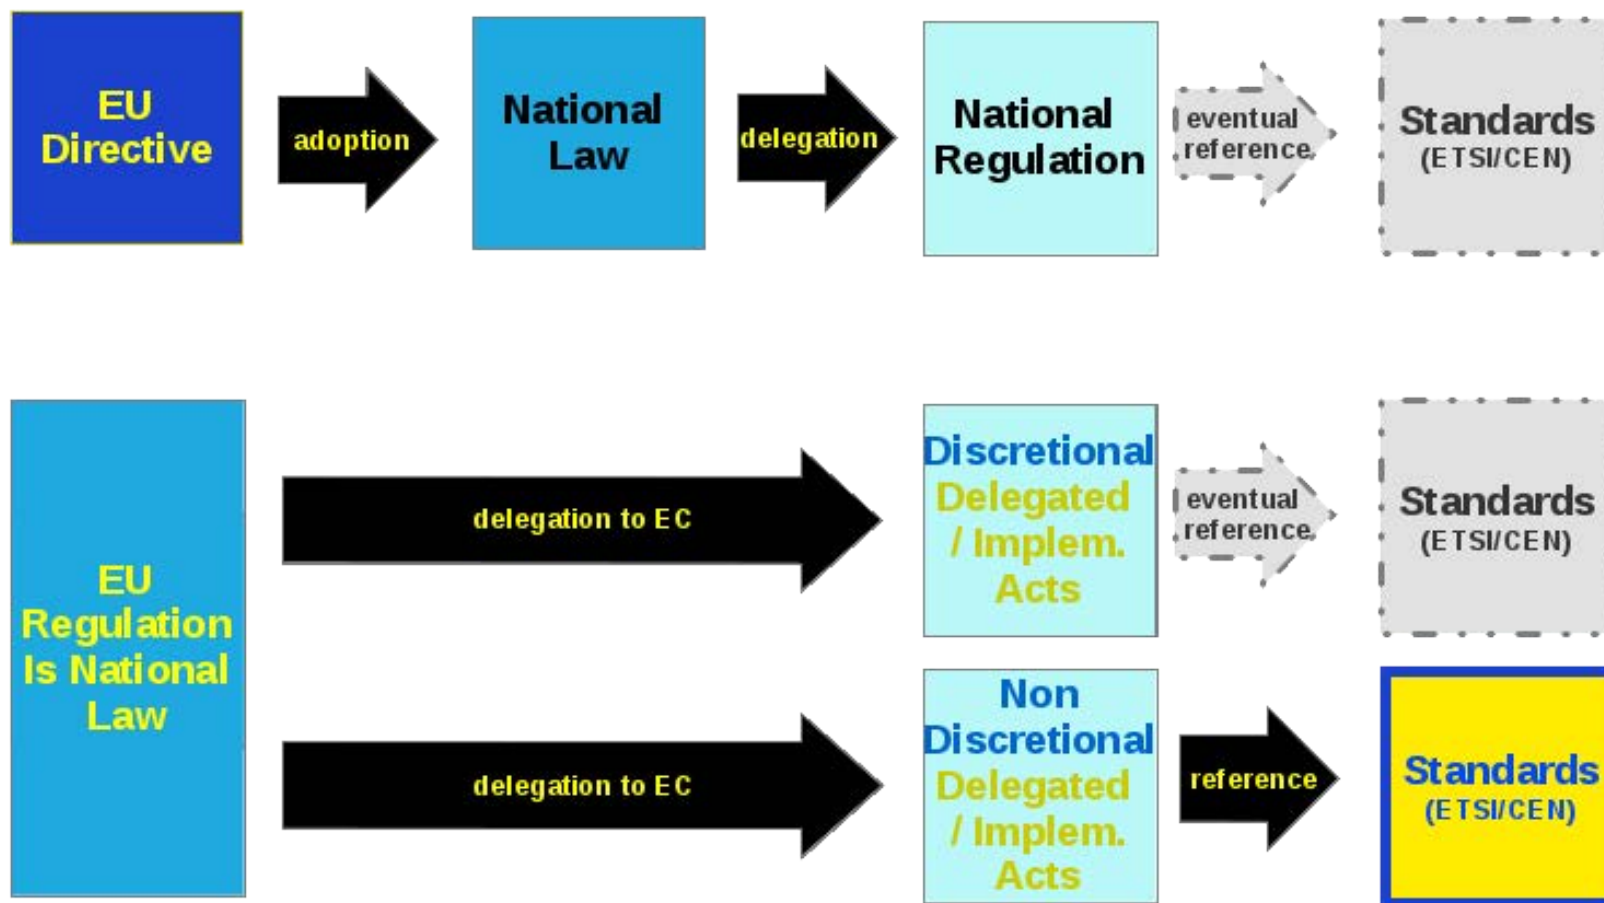 EU
Directive
adoption
National
Law
delegation
National
Regulation
eventual
reference
Standards
(ETSI/CEN)
EU
Regulation
Is National
Law
delegation to EC
Discretional
Delegated
/ Implem.
Acts
eventual
reference
Standards
(ETSI/CEN)
delegation to EC
Non
Discretional
Delegated
/ Implem.
Acts
reference
Standards
(ETSI/CEN)